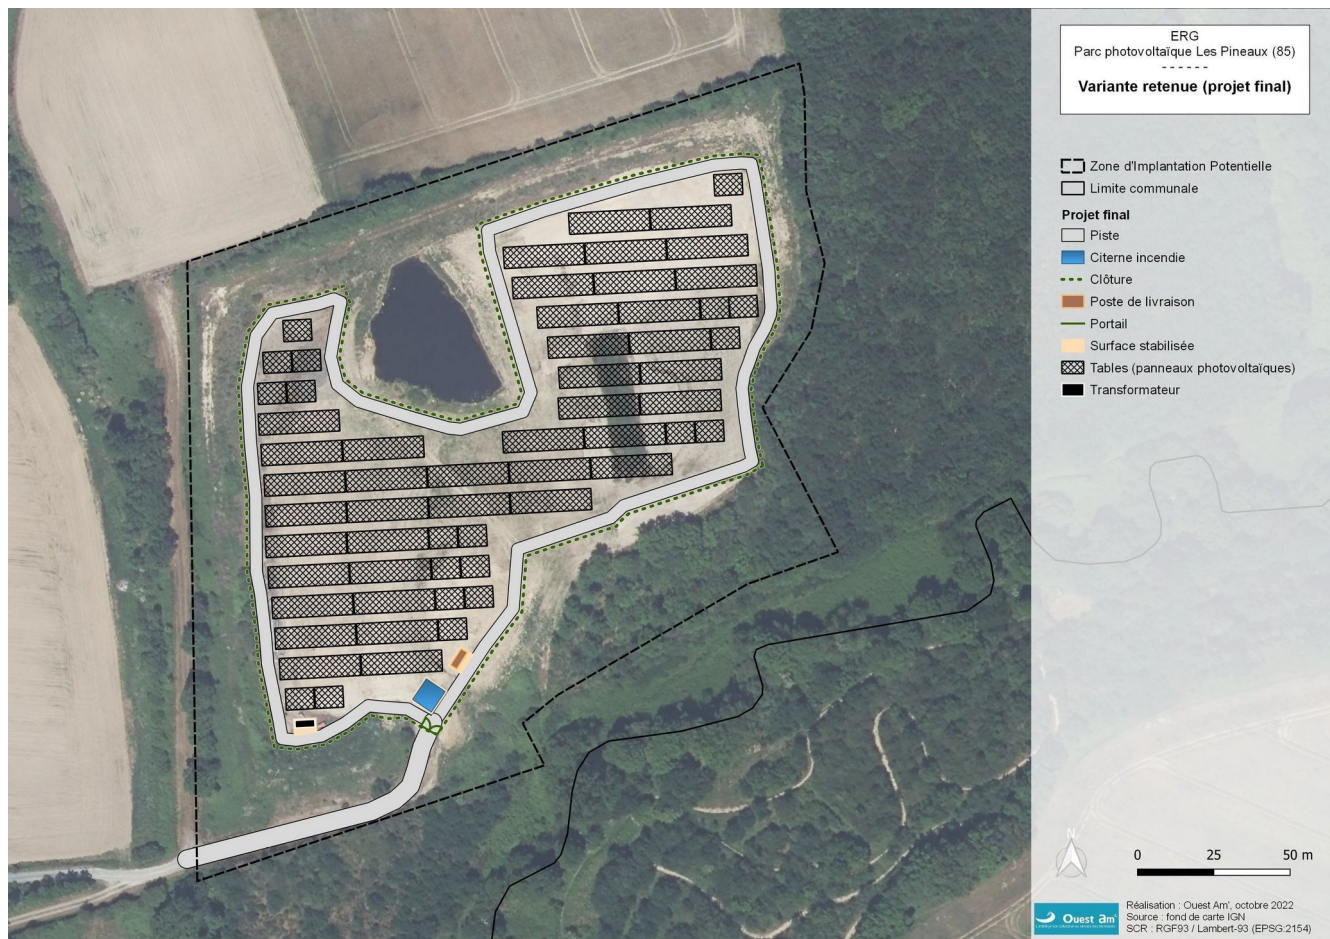 ERG
Parc photovoltaïque Les Pineaux (85)
- - - - - -
Variante retenue (projet final)
Zone d'Implantation Potentielle
Limite communale
Projet final
Piste
Citerne incendie
Clôture
Poste de livraison
Portail
Surface stabilisée
Tables (panneaux photovoltaïques)
Transformateur
N
0 25 50 m
Ouest Am'
Réalisation : Ouest Am', octobre 2022
Source : fond de carte IGN
SCR : RGF93 / Lambert-93 (EPSG:2154)